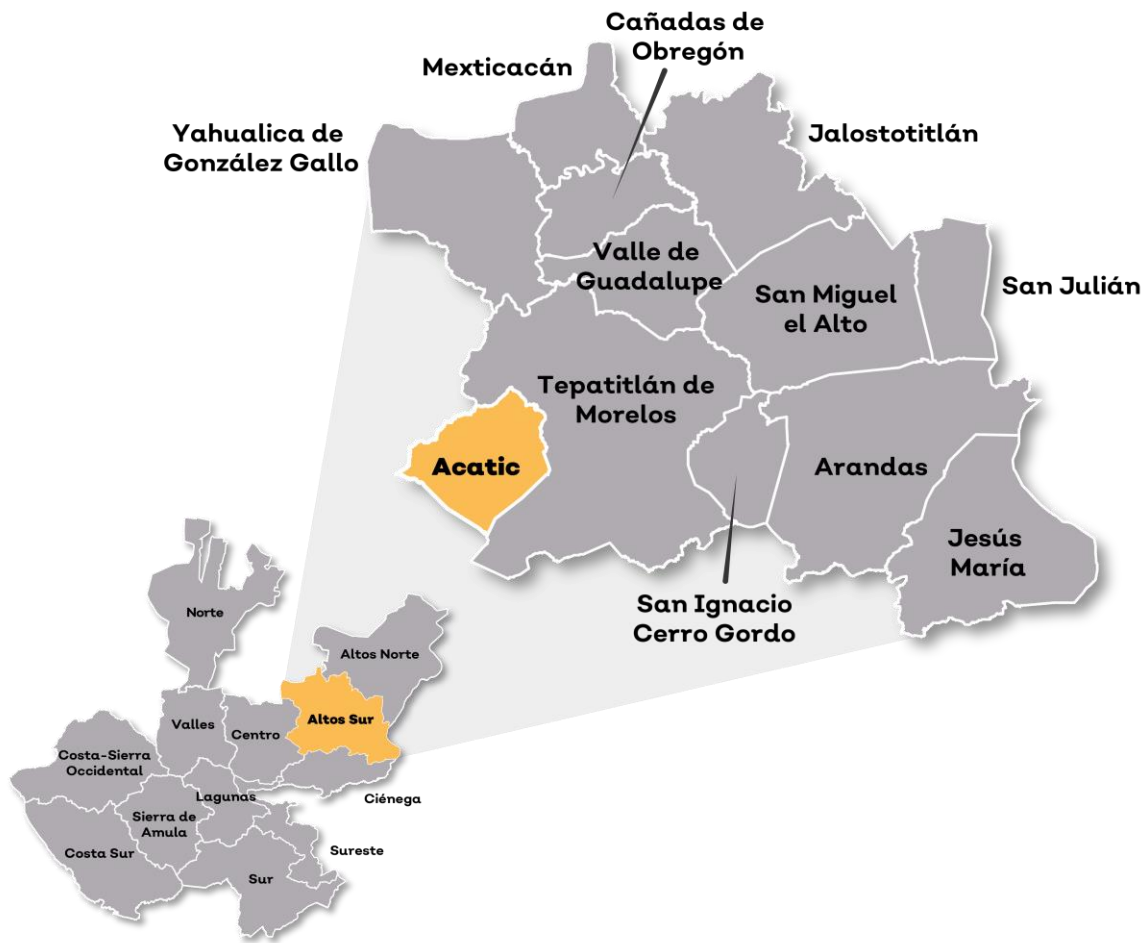 Cañadas de
Obregón
Mexticacán
Yahualica de
González Gallo
Jalostotitlán
Valle de
Guadalupe
San Miguel
el Alto
San Julián
Tepatitlán de
Morelos
Acatic
Arandas
Jesús
María
San Ignacio
Cerro Gordo
Norte
Altos Norte
Altos Sur
Valles
Centro
Costa-Sierra
Occidental
Lagunas
Ciénega
Sierra de
Amula
Costa Sur
Sureste
Sur